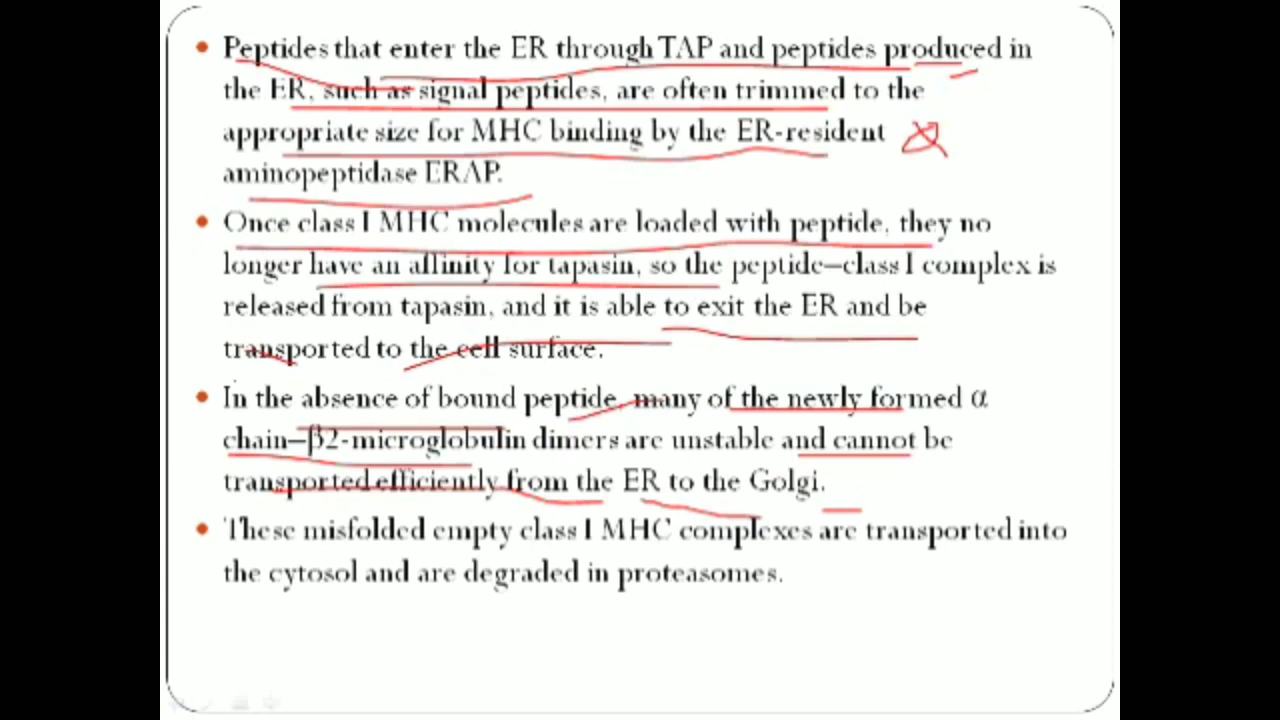 • Peptides that enter the ER through TAP and peptides produced in
the ER, such as signal peptides, are often trimmed to the
appropriate size for MHC binding by the ER-resident
aminopeptidase ERAP.
• Once class I MHC molecules are loaded with peptide, they no
longer have an affinity for tapasin, so the peptide–class I complex is
released from tapasin, and it is able to exit the ER and be
transported to the cell surface.
• In the absence of bound peptide, many of the newly formed α
chain–β2-microglobulin dimers are unstable and cannot be
transported efficiently from the ER to the Golgi.
• These misfolded empty class I MHC complexes are transported into
the cytosol and are degraded in proteasomes.